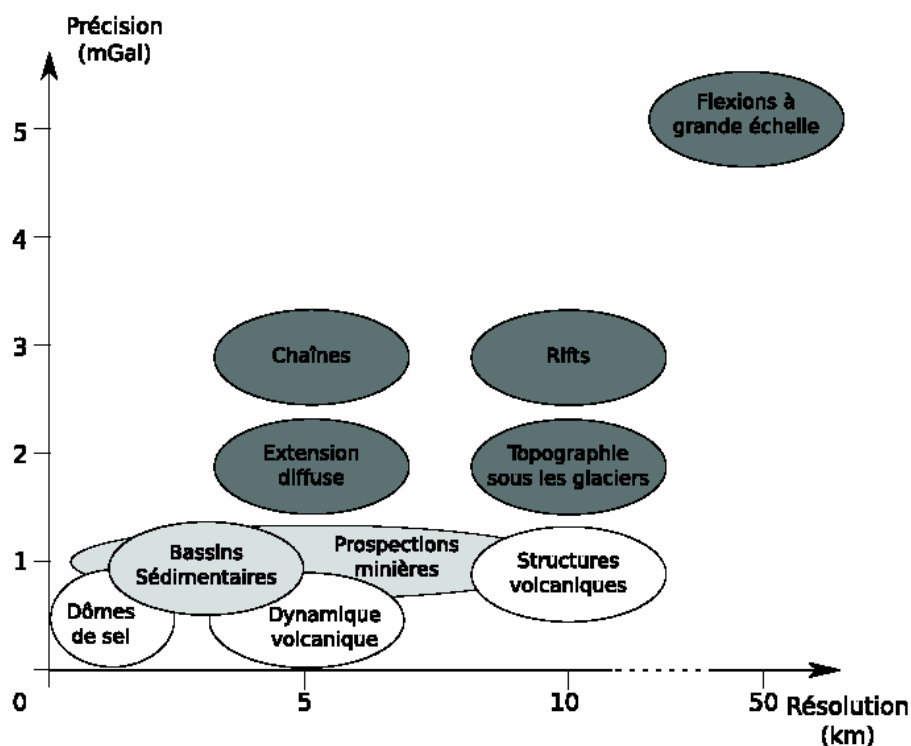 Précision
(mGal)
Flexions à
grande échelle
5
4
3
Chaînes
Rifts
2
Extension
diffuse
Topographie
sous les glaciers
1
Bassins
Sédimentaires
Prospections
minières
Structures
volcaniques
Dômes
de sel
Dynamique
volcanique
0
5
10
50
Résolution
(km)